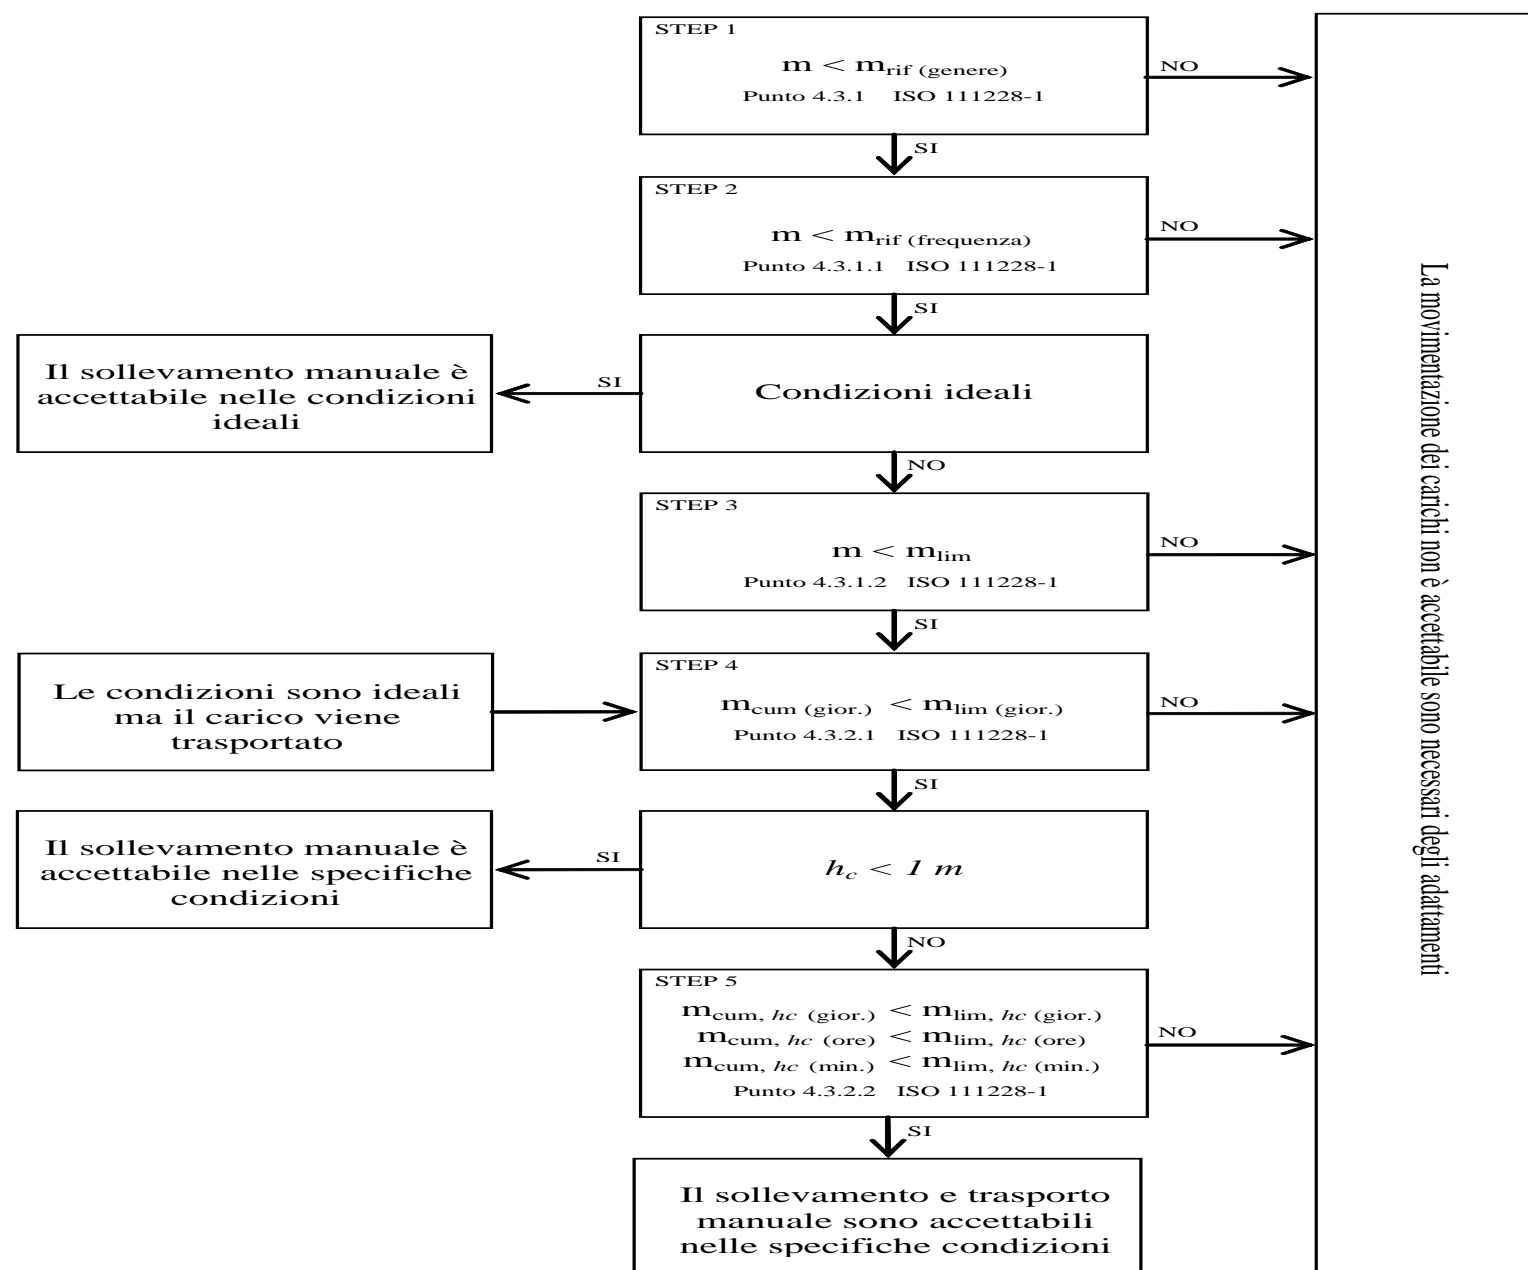 STEP 1
m < mrif (genere)
Punto 4.3.1 ISO 111228-1
NO
SI
STEP 2
m < mrif (frequenza)
Punto 4.3.1.1 ISO 111228-1
NO
SI
Il sollevamento manuale è
accettabile nelle condizioni
ideali
SI
Condizioni ideali
NO
STEP 3
m < mlim
Punto 4.3.1.2 ISO 111228-1
NO
SI
Le condizioni sono ideali
ma il carico viene
trasportato
STEP 4
mcum (gior.) < mlim (gior.)
Punto 4.3.2.1 ISO 111228-1
NO
SI
Il sollevamento manuale è
accettabile nelle specifiche
condizioni
SI
hc < 1 m
NO
STEP 5
mcum, hc (gior.) < mlim, hc (gior.)
mcum, hc (ore) < mlim, hc (ore)
mcum, hc (min.) < mlim, hc (min.)
Punto 4.3.2.2 ISO 111228-1
NO
SI
Il sollevamento e trasporto
manuale sono accettabili
nelle specifiche condizioni
La movimentazione dei carichi non è accettabile sono necessari degli adattamenti